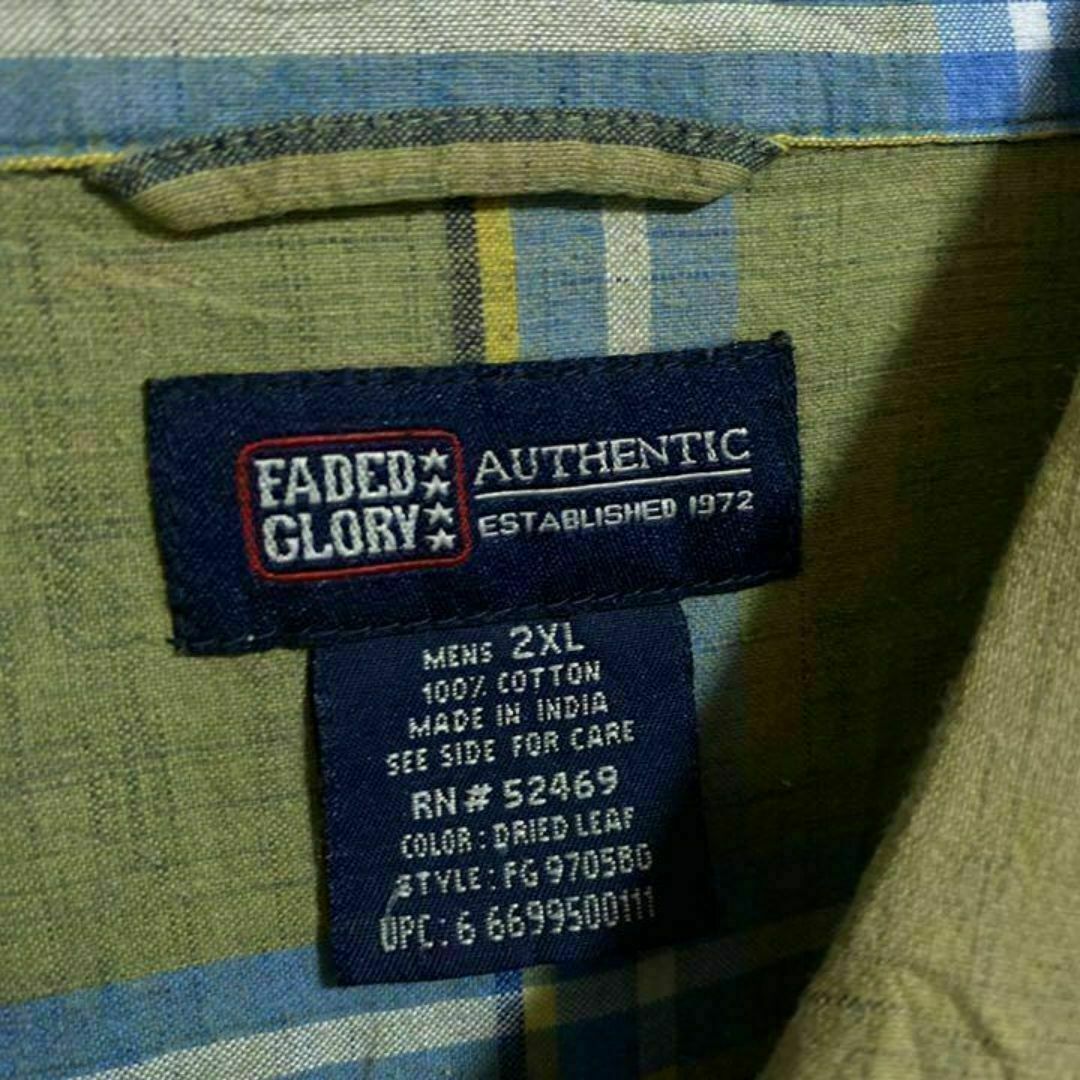 FADED
GLORY
AUTHENTIC
ESTABLISHED 1972
MENS 2XL
100% COTTON
MADE IN INDIA
SEE SIDE FOR CARE
RN# 52469
COLOR: DRIED LEAF
STYLE: FG 9705BG
UPC: 6 6699500111